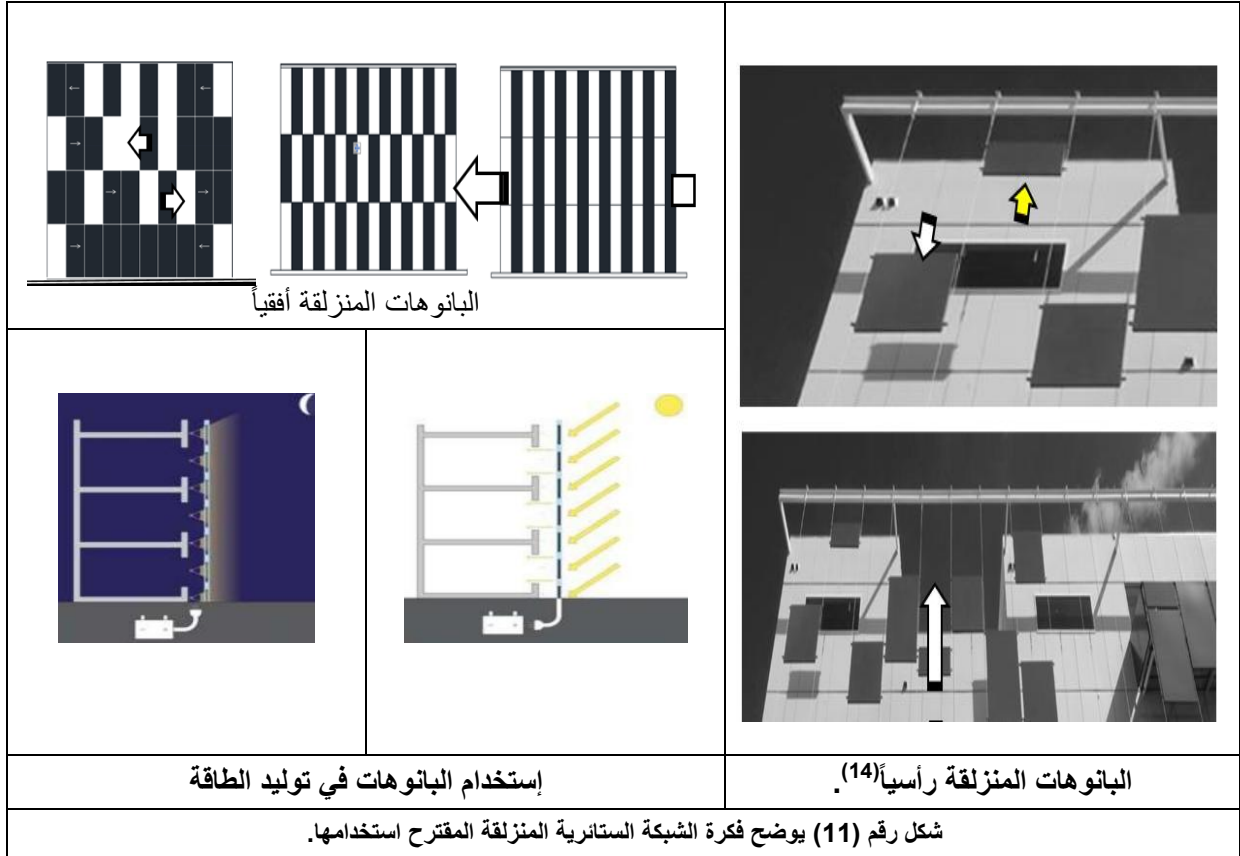 البانوهات المنزلقة أفقياً
البانوهات المنزلقة رأسياً(14).
إستخدام البانوهات في توليد الطاقة
شكل رقم (11) يوضح فكرة الشبكة الستائرية المنزلقة المقترح استخدامها.